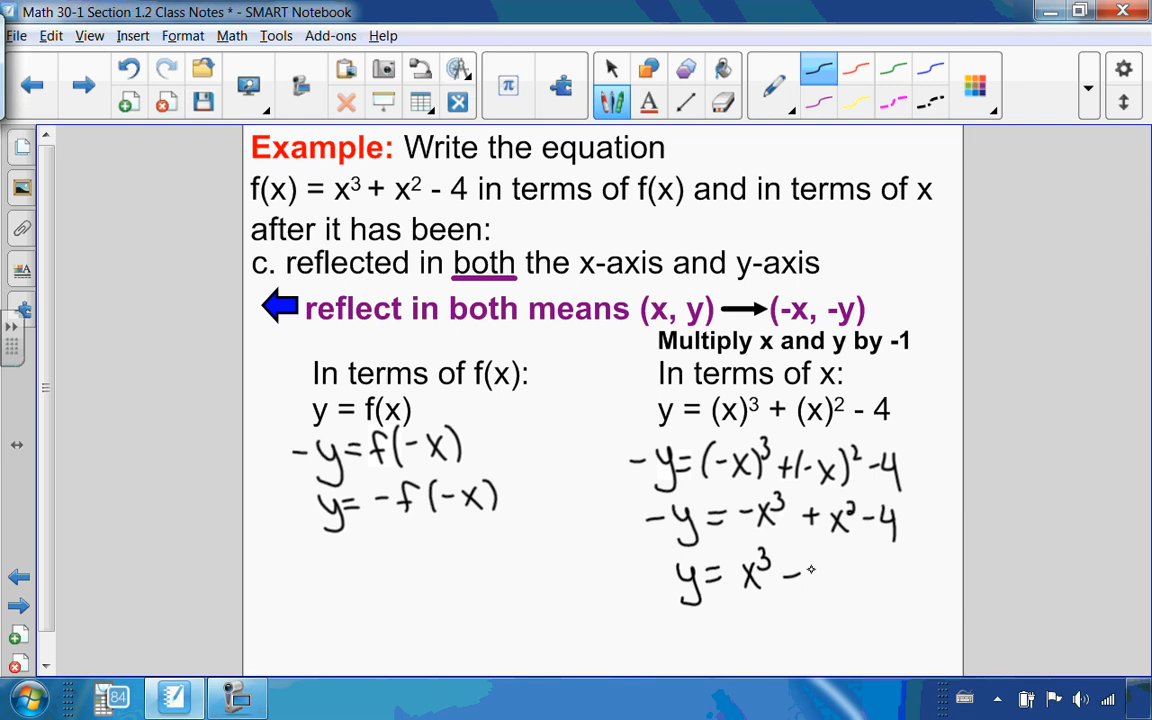 Math 30-1 Section 1.2 Class Notes * - SMART Notebook
File Edit View Insert Format Math Tools Add-ons Help
π
A
Example: Write the equation
f(x) = x³ + x² - 4 in terms of f(x) and in terms of x
after it has been:
c. reflected in both the x-axis and y-axis
reflect in both means (x, y) → (-x, -y)
Multiply x and y by -1
In terms of f(x):
y = f(x)
-y = f(-x)
y = -f(-x)
In terms of x:
y = (x)³ + (x)² - 4
-y = (-x)³ + (-x)² - 4
-y = -x³ + x² - 4
y = x³ -
84